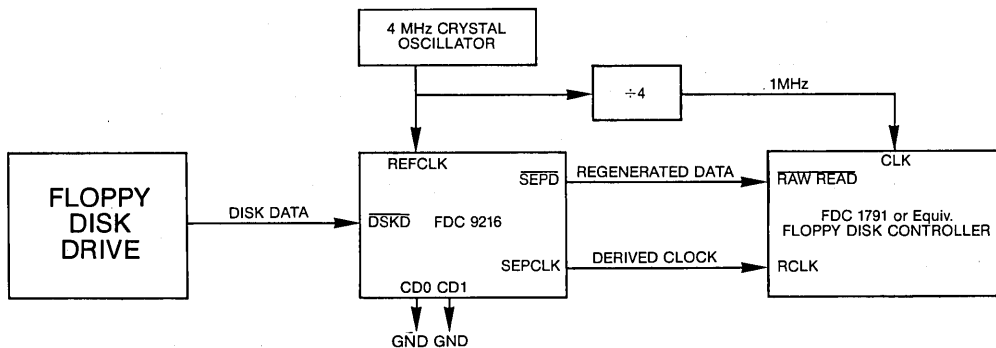 4 MHz CRYSTAL
OSCILLATOR
÷4
1MHz
REFCLK
CLK
FLOPPY
DISK
DRIVE
DISK DATA
DSKD
FDC 9216
SEPD
REGENERATED DATA
RAW READ
FDC 1791 or Equiv.
FLOPPY DISK CONTROLLER
SEPCLK
DERIVED CLOCK
RCLK
CD0 CD1
GND GND